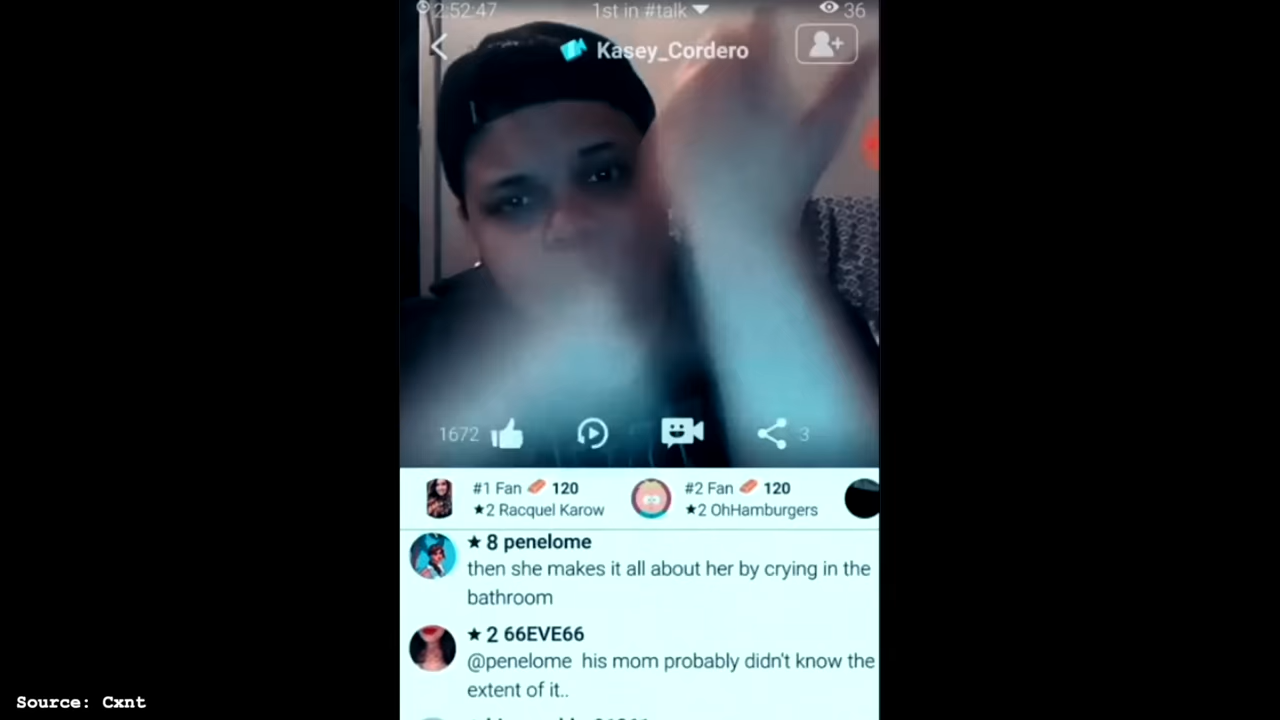 2:52:47
1st in #talk
36
Kasey_Cordero
1672
3
#1 Fan 120
★2 Racquel Karow
#2 Fan 120
★2 OhHamburgers
★ 8 penelome
then she makes it all about her by crying in the
bathroom
★ 2 66EVE66
@penelome his mom probably didn't know the
extent of it..
Source: Cxnt